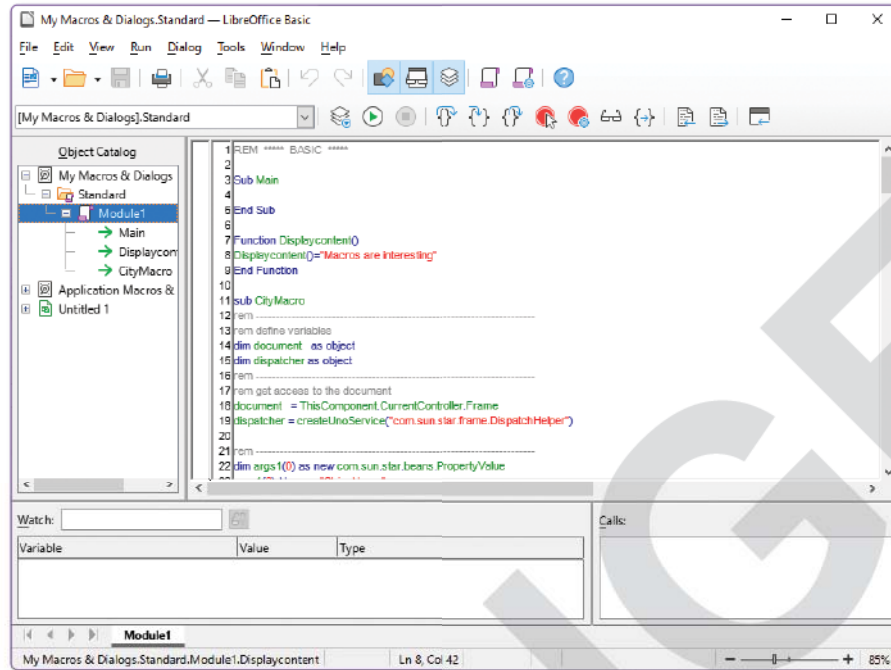 My Macros & Dialogs.Standard — LibreOffice Basic
File Edit View Run Dialog Tools Window Help
[My Macros & Dialogs].Standard
Object Catalog
My Macros & Dialogs
Standard
Module1
Main
Displaycon
CityMacro
Application Macros &
Untitled 1
1 REM ***** BASIC *****
2
3 Sub Main
4
5 End Sub
6
7 Function Displaycontent()
8 Displaycontent()="Macros are interesting"
9 End Function
10
11 sub CityMacro
12 rem ----------------------------------------------------------------------
13 rem define variables
14 dim document as object
15 dim dispatcher as object
16 rem ----------------------------------------------------------------------
17 rem get access to the document
18 document = ThisComponent.CurrentController.Frame
19 dispatcher = createUnoService("com.sun.star.frame.DispatchHelper")
20
21 rem ----------------------------------------------------------------------
22 dim args1(0) as new com.sun.star.beans.PropertyValue
Watch:
Calls:
Variable Value Type
Module1
My Macros & Dialogs.Standard.Module1.Displaycontent Ln 8, Col 42 85%